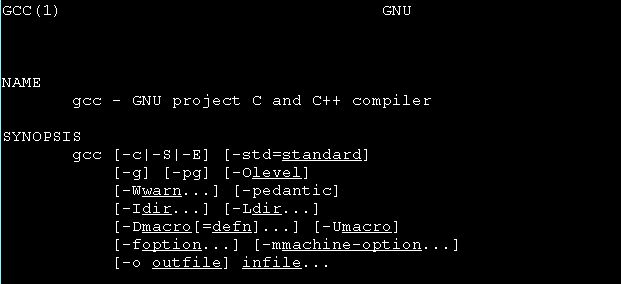 GCC(1) GNU
NAME
gcc - GNU project C and C++ compiler
SYNOPSIS
gcc [-c|-S|-E] [-std=standard]
[-g] [-pg] [-Olevel]
[-Wwarn...] [-pedantic]
[-Idir...] [-Ldir...]
[-Dmacro[=defn]...] [-Umacro]
[-foption...] [-mmachine-option...]
[-o outfile] infile...